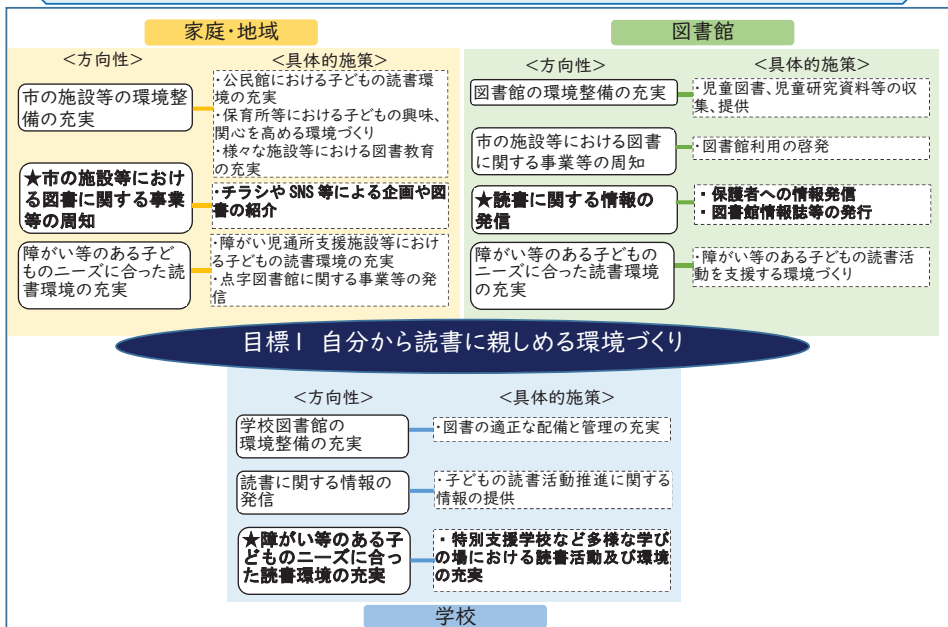 家庭・地域
<方向性>
<具体的施策>
市の施設等の環境整
備の充実
・公民館における子どもの読書環
境の充実
・保育所等における子どもの興味、
関心を高める環境づくり
・様々な施設等における図書教育
の充実
★市の施設等におけ
る図書に関する事業
等の周知
・チラシや SNS 等による企画や図
書の紹介
障がい等のある子ど
ものニーズに合った読
書環境の充実
・障がい児通所支援施設等におけ
る子どもの読書環境の充実
・点字図書館に関する事業等の発
信
図書館
<方向性>
<具体的施策>
図書館の環境整備の充実
・児童図書、児童研究資料等の収
集、提供
市の施設等における図書
に関する事業等の周知
・図書館利用の啓発
★読書に関する情報の
発信
・保護者への情報発信
・図書館情報誌等の発行
障がい等のある子どもの
ニーズに合った読書環境
の充実
・障がい等のある子どもの読書活
動を支援する環境づくり
目標Ⅰ 自分から読書に親しめる環境づくり
<方向性>
<具体的施策>
学校図書館の
環境整備の充実
・図書の適正な配備と管理の充実
読書に関する情報の
発信
・子どもの読書活動推進に関する
情報の提供
★障がい等のある子
どものニーズに合っ
た読書環境の充実
・特別支援学校など多様な学び
の場における読書活動及び環境
の充実
学校